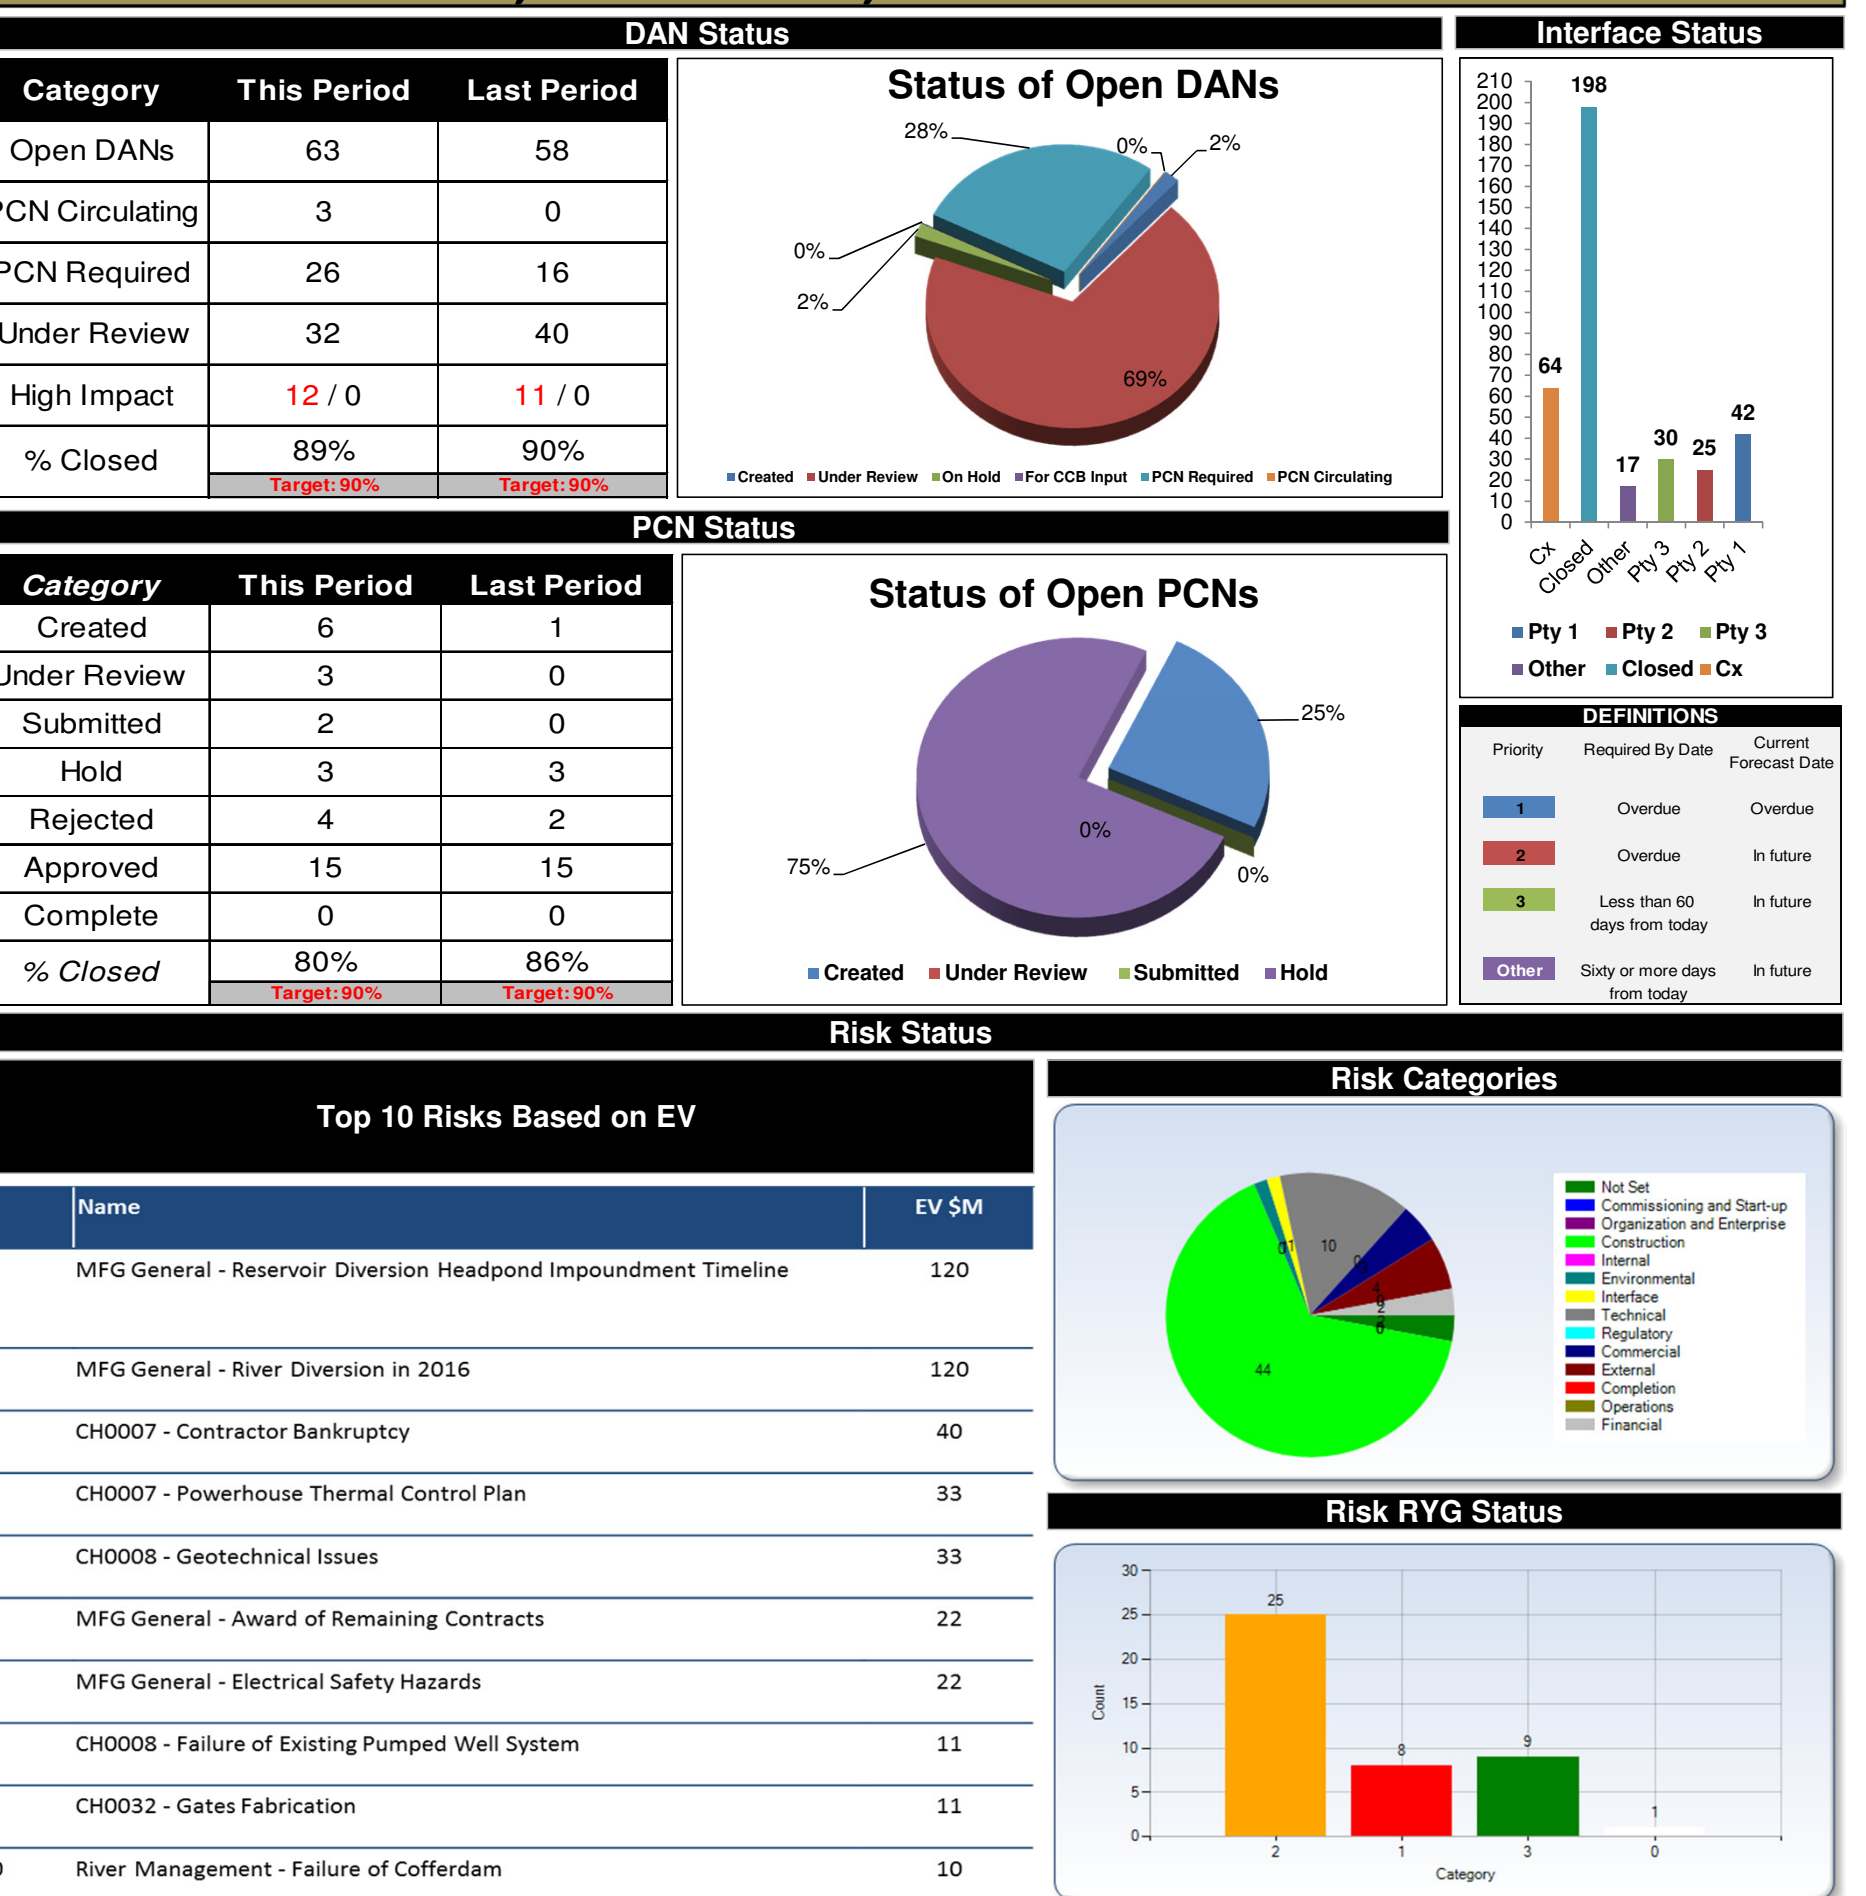 DAN Status
Category This Period Last Period
Open DANs 63 58
PCN Circulating 3 0
PCN Required 26 16
Under Review 32 40
High Impact 12 / 0 11 / 0
% Closed 89% 90%
Target: 90% Target: 90%
Status of Open DANs
28%
0%
2%
0%
2%
69%
Created Under Review On Hold For CCB Input PCN Required PCN Circulating
Interface Status
210
200
190
180
170
160
150
140
130
120
110
100
90
80
70
60
50
40
30
20
10
0
64
198
17
30
25
42
Cx
Closed
Other
Pty 3
Pty 2
Pty 1
Pty 1 Pty 2 Pty 3
Other Closed Cx
PCN Status
Category This Period Last Period
Created 6 1
Under Review 3 0
Submitted 2 0
Hold 3 3
Rejected 4 2
Approved 15 15
Complete 0 0
% Closed 80% 86%
Target: 90% Target: 90%
Status of Open PCNs
25%
0%
75%
0%
Created Under Review Submitted Hold
DEFINITIONS
Priority Required By Date Current
Forecast Date
1 Overdue Overdue
2 Overdue In future
3 Less than 60 In future
days from today
Other Sixty or more days In future
from today
Risk Status
Top 10 Risks Based on EV
Name EV $M
MFG General - Reservoir Diversion Headpond Impoundment Timeline 120
MFG General - River Diversion in 2016 120
CH0007 - Contractor Bankruptcy 40
CH0007 - Powerhouse Thermal Control Plan 33
CH0008 - Geotechnical Issues 33
MFG General - Award of Remaining Contracts 22
MFG General - Electrical Safety Hazards 22
CH0008 - Failure of Existing Pumped Well System 11
CH0032 - Gates Fabrication 11
River Management - Failure of Cofferdam 10
Risk Categories
1
10
4
2
44
Not Set
Commissioning and Start-up
Organization and Enterprise
Construction
Internal
Environmental
Interface
Technical
Regulatory
Commercial
External
Completion
Operations
Financial
Risk RYG Status
30
25
20
15
10
5
0
Count
25
8
9
1
2 1 3 0
Category